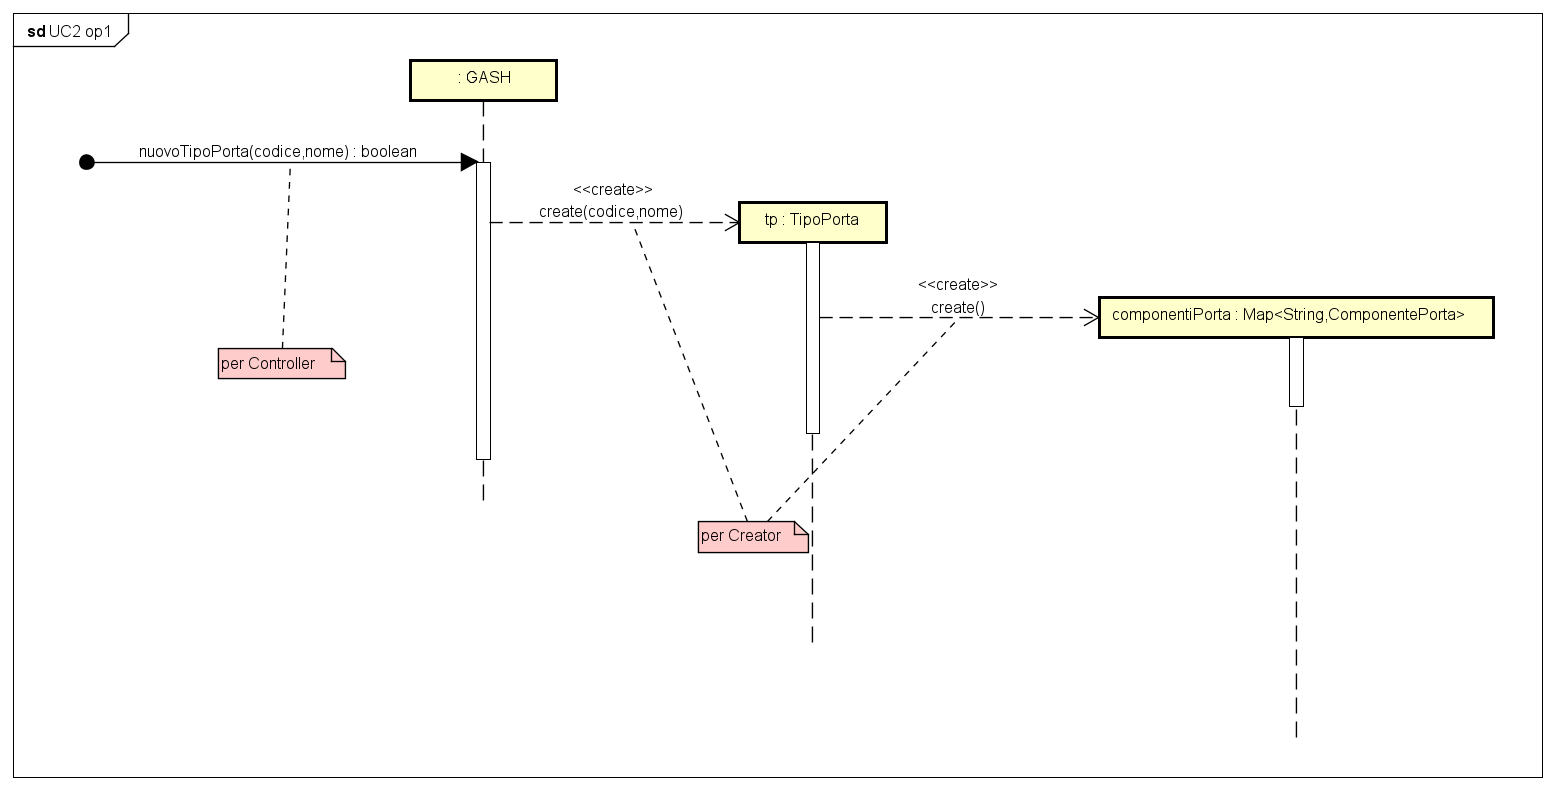 sd UC2 op1
: GASH
nuovoTipoPorta(codice,nome) : boolean
<<create>>
create(codice,nome)
tp : TipoPorta
<<create>>
create()
componentiPorta : Map<String,ComponentePorta>
per Controller
per Creator